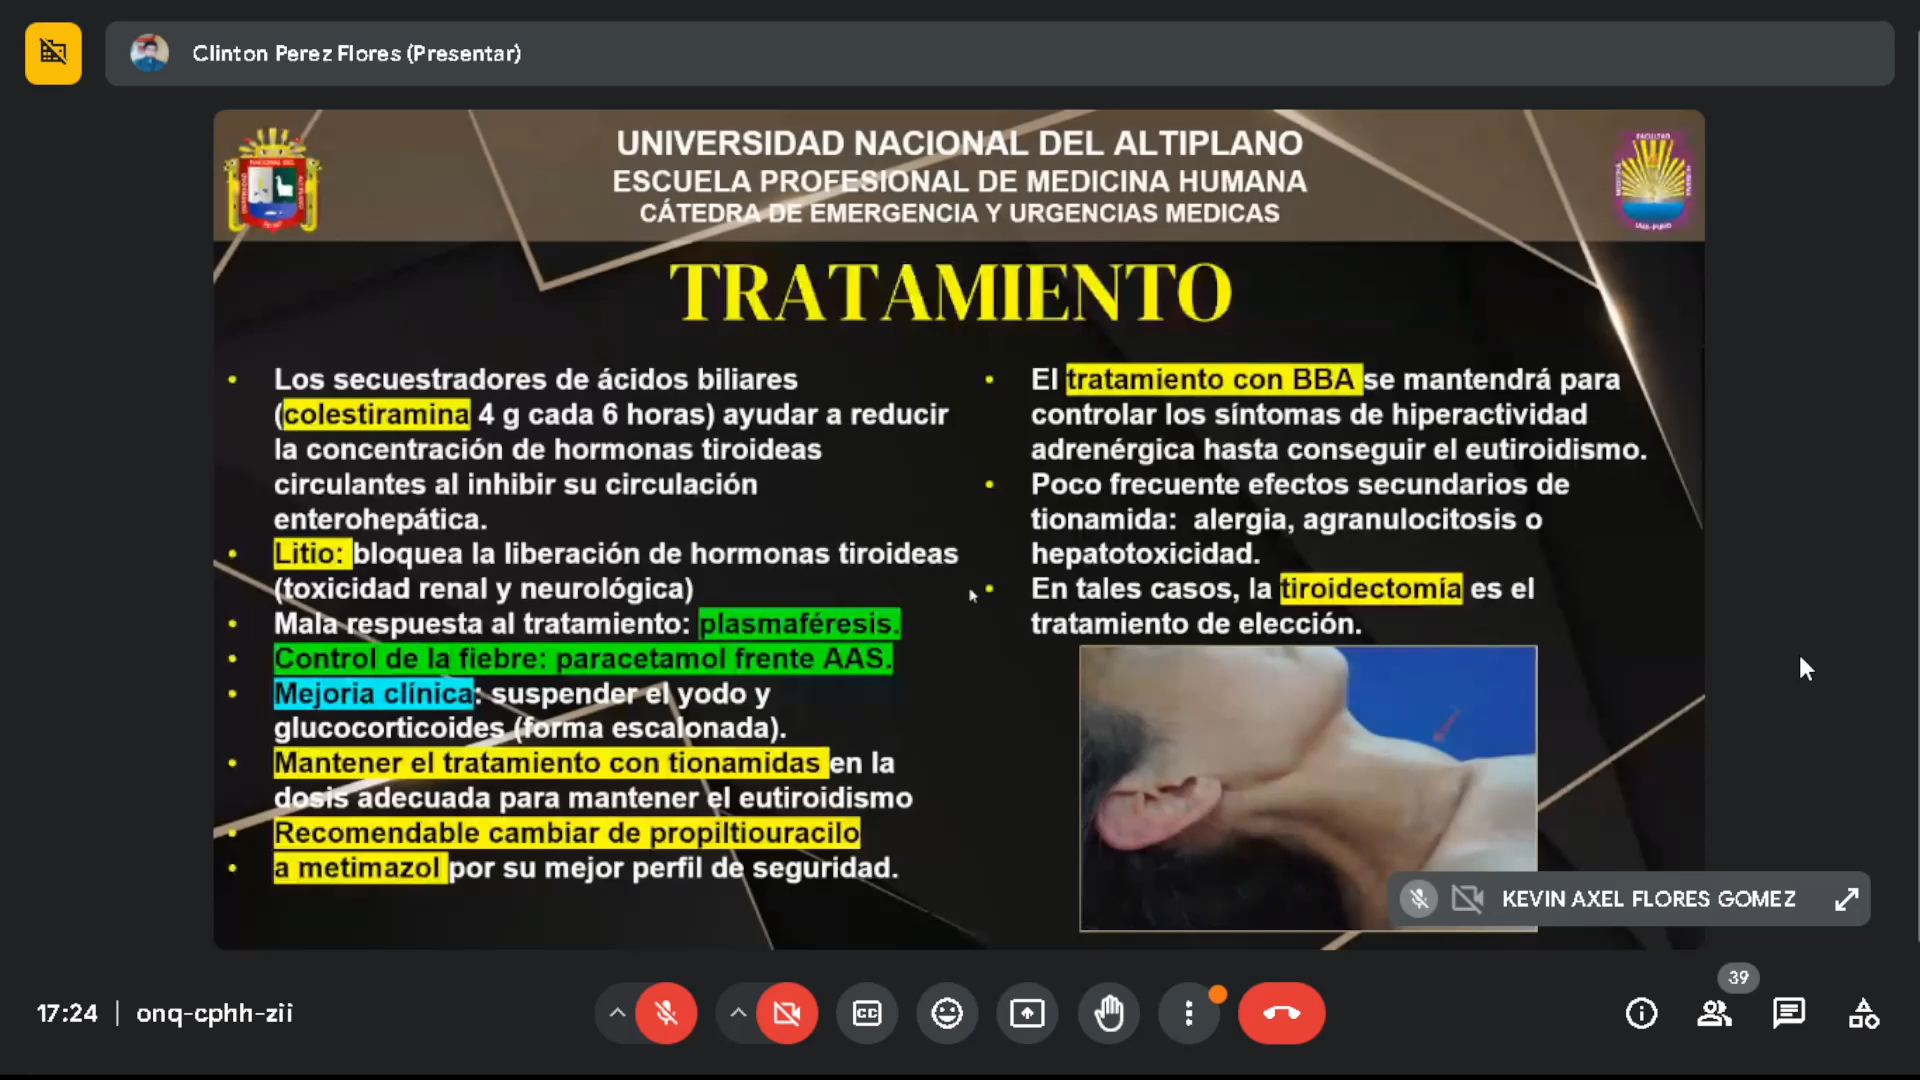 Clinton Perez Flores (Presentar)
UNIVERSIDAD NACIONAL DEL ALTIPLANO
ESCUELA PROFESIONAL DE MEDICINA HUMANA
CÁTEDRA DE EMERGENCIA Y URGENCIAS MEDICAS
TRATAMIENTO
• Los secuestradores de ácidos biliares
(colestiramina 4 g cada 6 horas) ayudar a reducir
la concentración de hormonas tiroideas
circulantes al inhibir su circulación
enterohepática.
• Litio: bloquea la liberación de hormonas tiroideas
(toxicidad renal y neurológica)
• Mala respuesta al tratamiento: plasmaféresis.
• Control de la fiebre: paracetamol frente AAS.
• Mejoria clínica: suspender el yodo y
glucocorticoides (forma escalonada).
• Mantener el tratamiento con tionamidas en la
dosis adecuada para mantener el eutiroidismo
• Recomendable cambiar de propiltiouracilo
• a metimazol por su mejor perfil de seguridad.
• El tratamiento con BBA se mantendrá para
controlar los síntomas de hiperactividad
adrenérgica hasta conseguir el eutiroidismo.
• Poco frecuente efectos secundarios de
tionamida: alergia, agranulocitosis o
hepatotoxicidad.
• En tales casos, la tiroidectomía es el
tratamiento de elección.
KEVIN AXEL FLORES GOMEZ
17:24 | onq-cphh-zii
CC
39